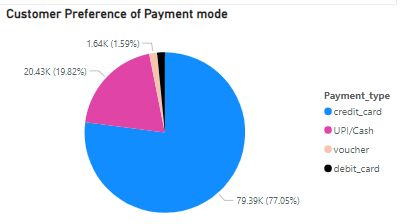 Customer Preference of Payment mode
1.64K (1.59%)
20.43K (19.82%)
79.39K (77.05%)
Payment_type
credit_card
UPI/Cash
voucher
debit_card